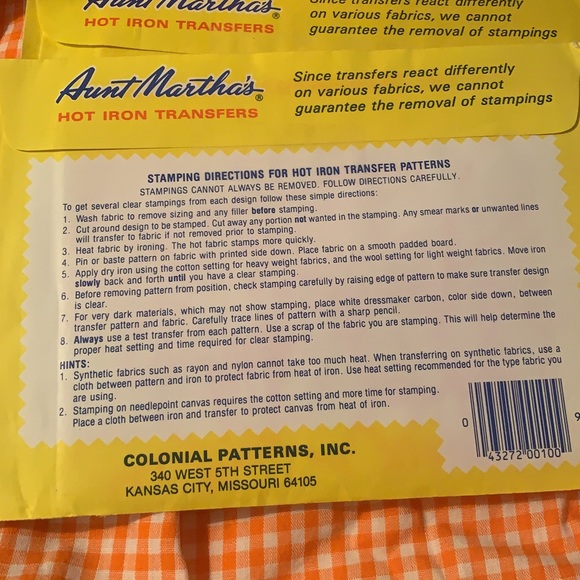 Aunt Martha's®
HOT IRON TRANSFERS
Since transfers react differently
on various fabrics, we cannot
guarantee the removal of stampings
Aunt Martha's®
HOT IRON TRANSFERS
Since transfers react differently
on various fabrics, we cannot
guarantee the removal of stampings
STAMPING DIRECTIONS FOR HOT IRON TRANSFER PATTERNS
STAMPINGS CANNOT ALWAYS BE REMOVED. FOLLOW DIRECTIONS CAREFULLY.
To get several clear stampings from each design follow these simple directions:
1. Wash fabric to remove sizing and any filler before stamping.
2. Cut around design to be stamped. Cut away any portion not wanted in the stamping. Any smear marks or unwanted lines
will transfer to fabric if not removed prior to stamping.
3. Heat fabric by ironing. The hot fabric stamps more quickly.
4. Pin or baste pattern on fabric with printed side down. Place fabric on a smooth padded board.
5. Apply dry iron using the cotton setting for heavy weight fabrics, and the wool setting for light weight fabrics. Move iron
slowly back and forth until you have a clear stamping.
6. Before removing pattern from position, check stamping carefully by raising edge of pattern to make sure transfer design
is clear.
7. For very dark materials, which may not show stamping, place white dressmaker carbon, color side down, between
transfer pattern and fabric. Carefully trace lines of pattern with a sharp pencil.
8. Always use a test transfer from each pattern. Use a scrap of the fabric you are stamping. This will help determine the
proper heat setting and time required for clear stamping.
HINTS:
1. Synthetic fabrics such as rayon and nylon cannot take too much heat. When transferring on synthetic fabrics, use a
cloth between pattern and iron to protect fabric from heat of iron. Use heat setting recommended for the type fabric you
are using.
2. Stamping on needlepoint canvas requires the cotton setting and more time for stamping.
Place a cloth between iron and transfer to protect canvas from heat of iron.
0 43272 00100 9
COLONIAL PATTERNS, INC.
340 WEST 5TH STREET
KANSAS CITY, MISSOURI 64105